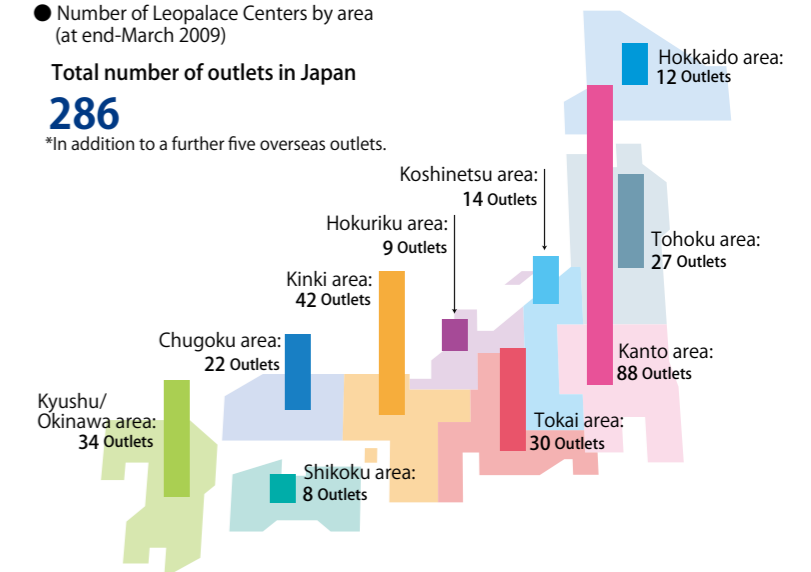 ● Number of Leopalace Centers by area
(at end-March 2009)
Total number of outlets in Japan
286
*In addition to a further five overseas outlets.
Hokkaido area:
12 Outlets
Koshinetsu area:
14 Outlets
Hokuriku area:
9 Outlets
Tohoku area:
27 Outlets
Kinki area:
42 Outlets
Chugoku area:
22 Outlets
Kanto area:
88 Outlets
Kyushu/
Okinawa area:
34 Outlets
Tokai area:
30 Outlets
Shikoku area:
8 Outlets